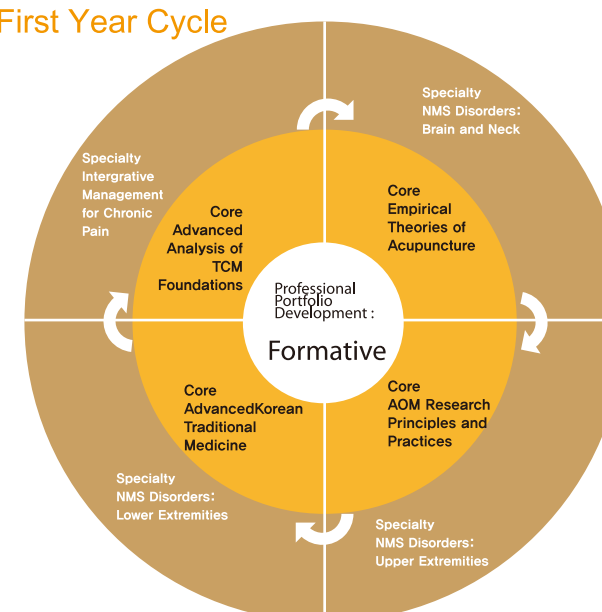 First Year Cycle
Specialty
NMS Disorders:
Brain and Neck
Specialty
Intergrative
Management
for Chronic
Pain
Core
Advanced
Analysis of
TCM
Foundations
Core
Empirical
Theories of
Acupuncture
Professional
Portfolio
Development :
Formative
Core
AdvancedKorean
Traditional
Medicine
Core
AOM Research
Principles and
Practices
Specialty
NMS Disorders:
Lower Extremities
Specialty
NMS Disorders:
Upper Extremities